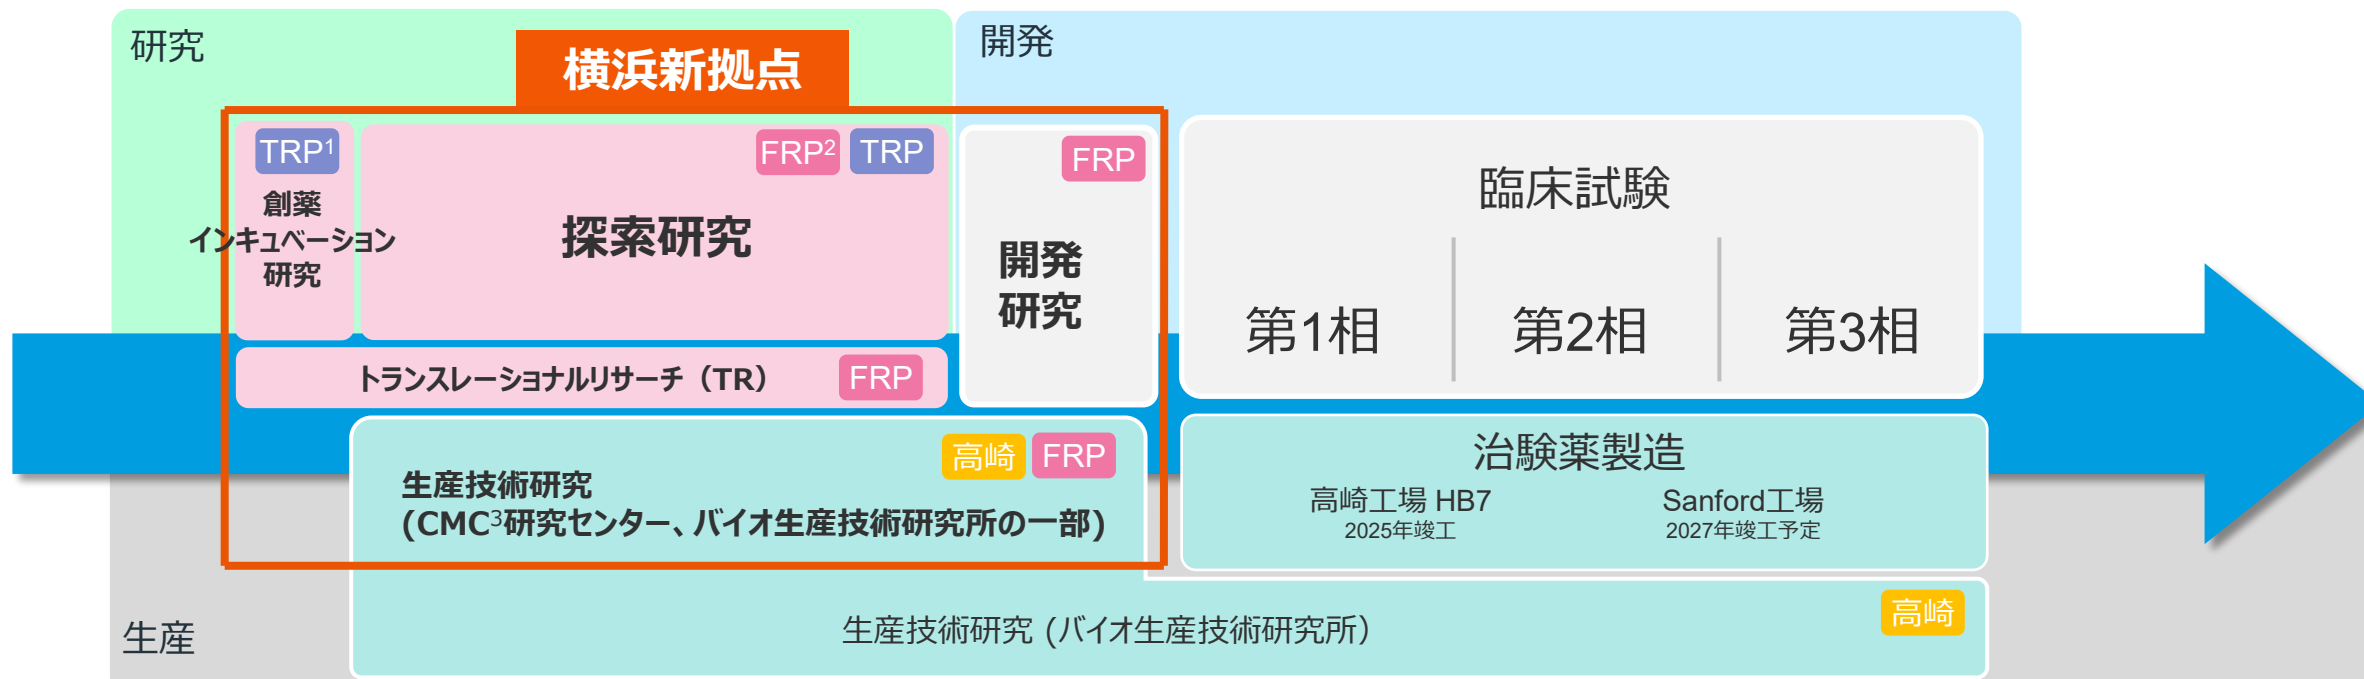 研究
開発
横浜新拠点
TRP1
創薬
インキュベーション
研究
FRP2 TRP
探索研究
FRP
開発
研究
臨床試験
第1相 第2相 第3相
トランスレーショナルリサーチ（TR） FRP
高崎 FRP
生産技術研究
(CMC3研究センター、バイオ生産技術研究所の一部)
治験薬製造
高崎工場 HB7
2025年竣工
Sanford工場
2027年竣工予定
高崎
生産技術研究 (バイオ生産技術研究所）
生産